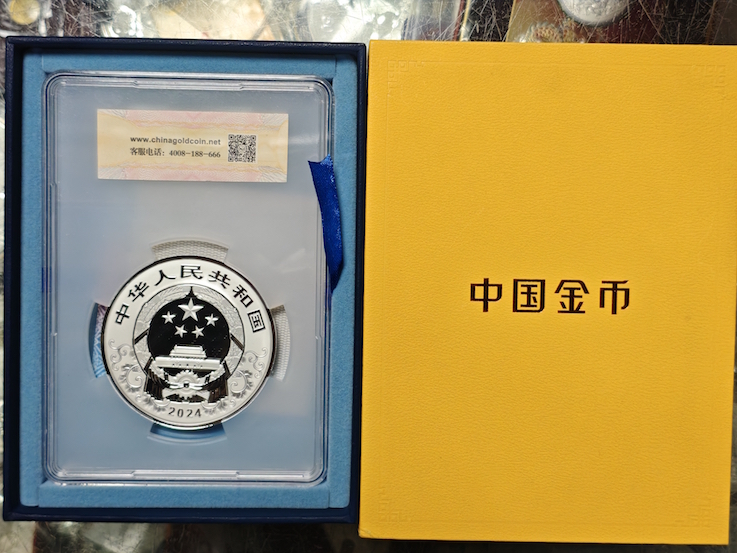 www.chinagoldcoin.net
客服电话：4008-188-666
中华人民共和国
2024
中国金币